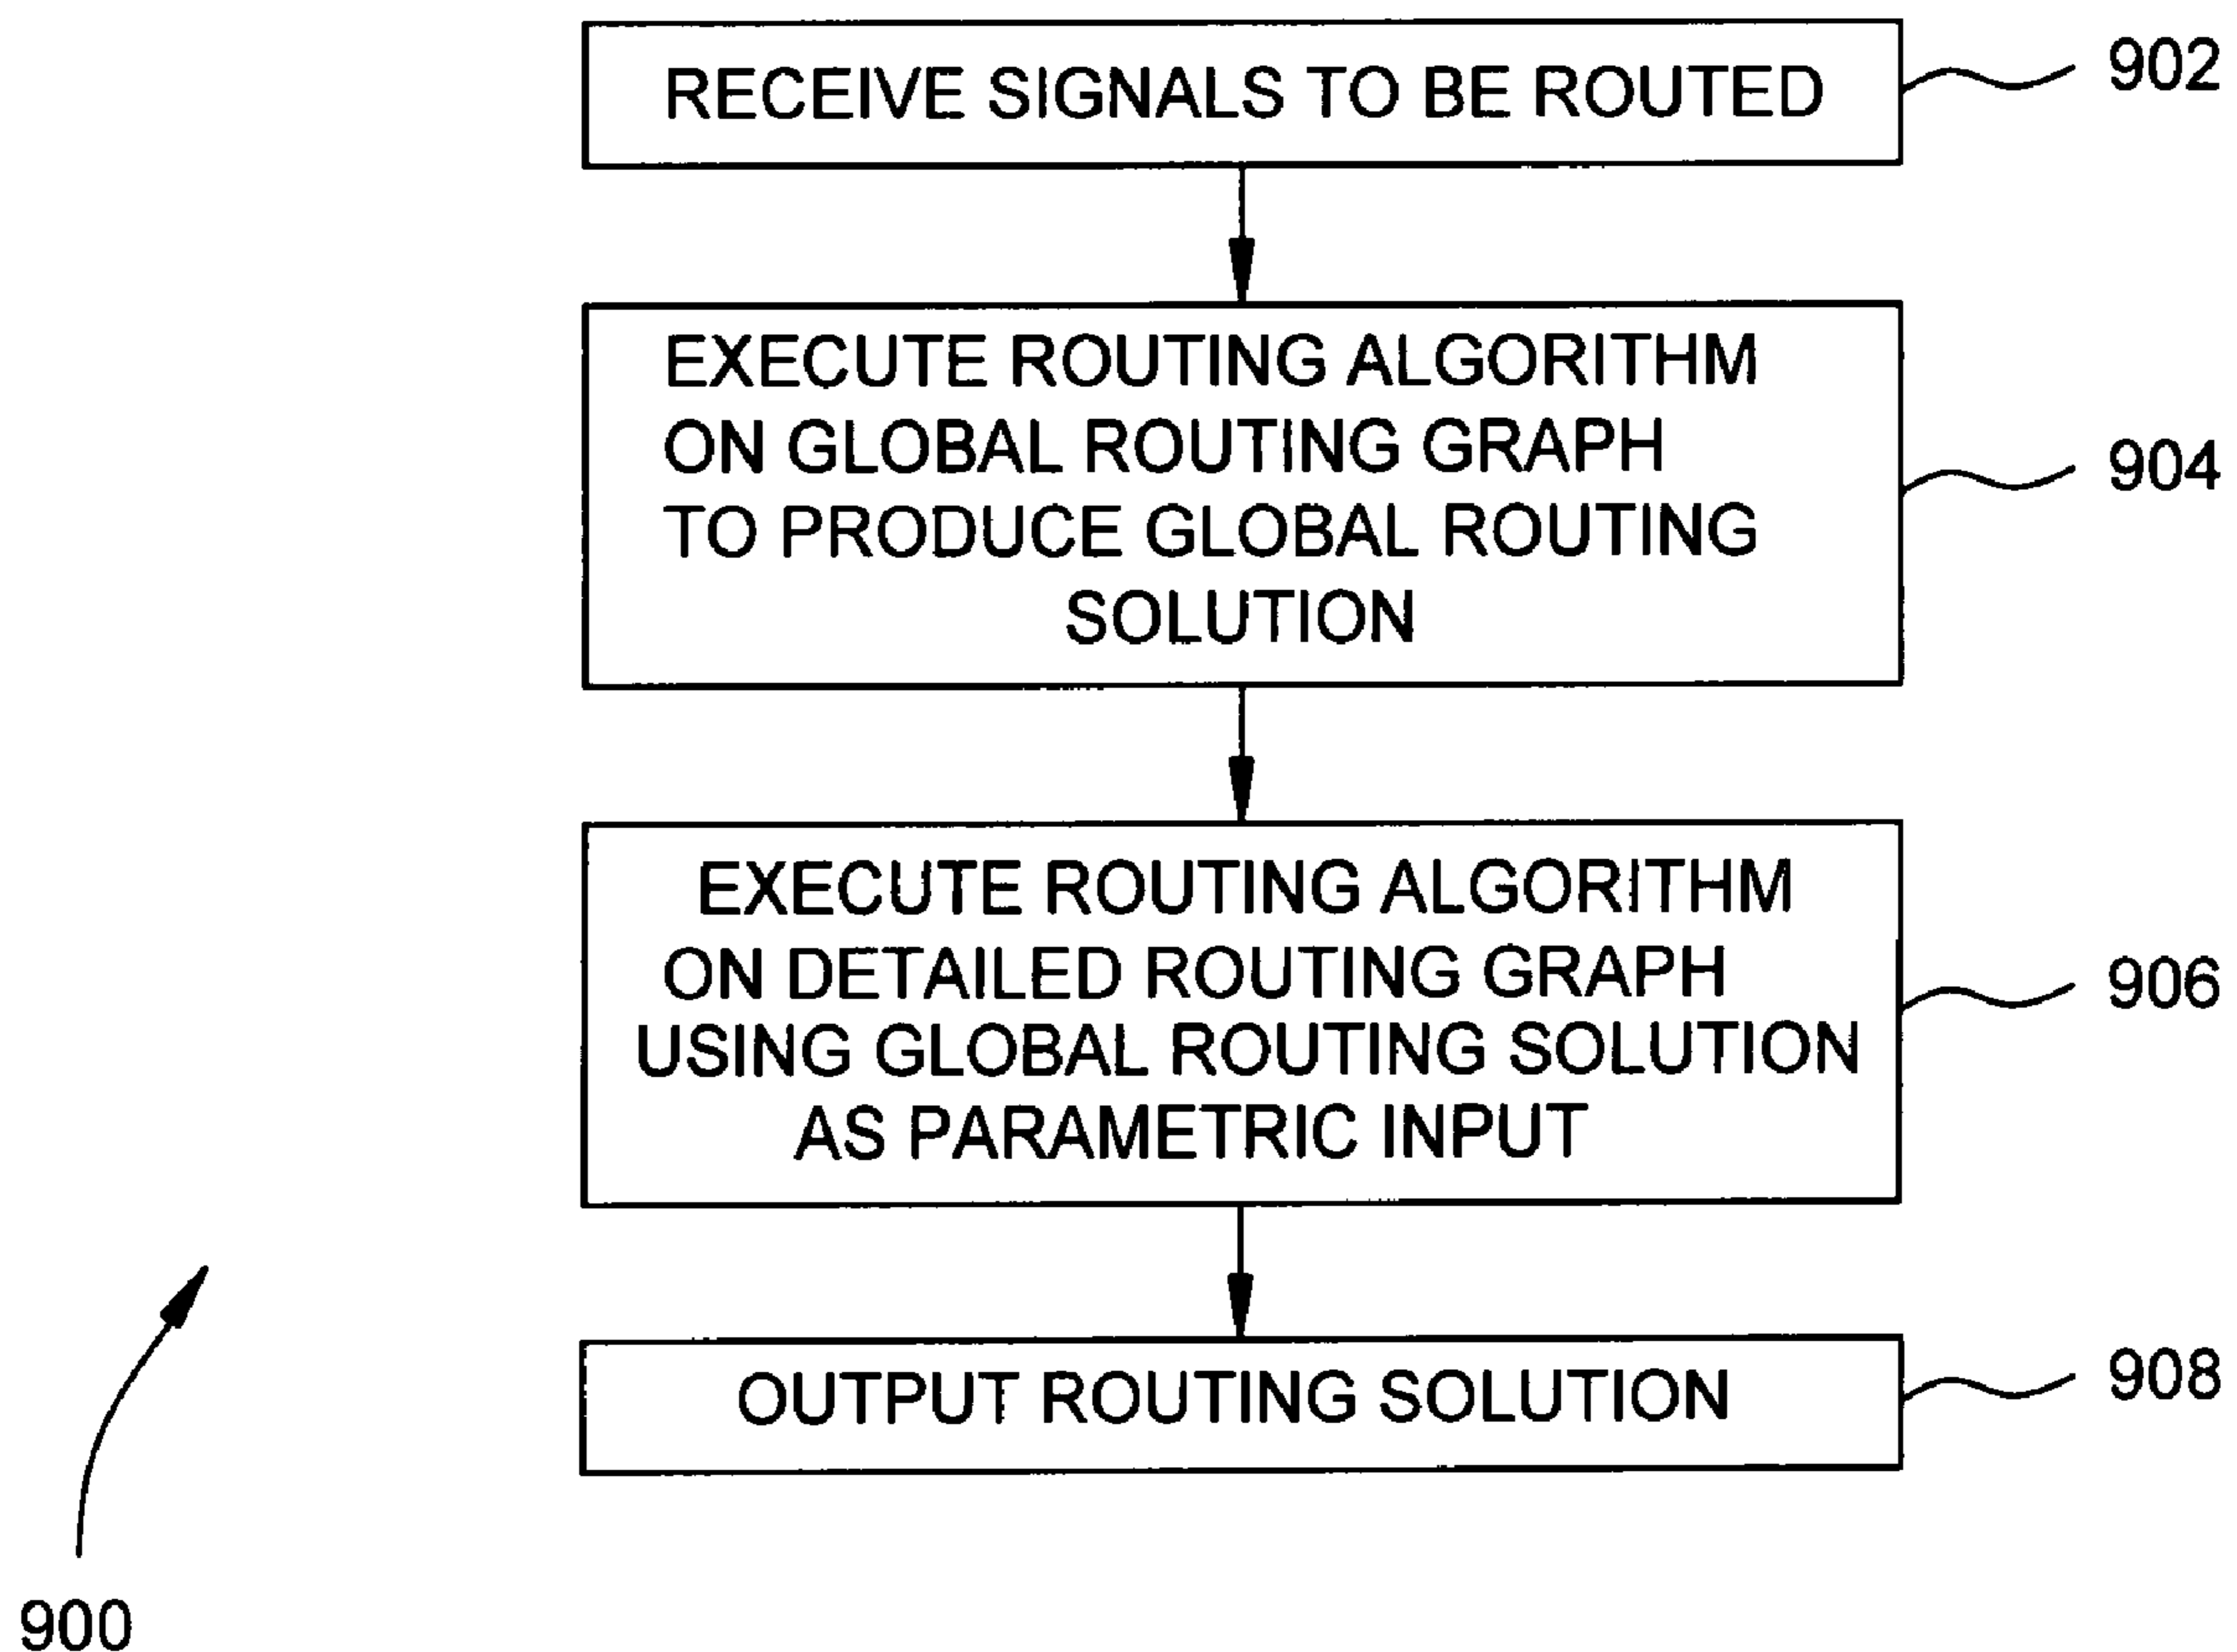 RECEIVE SIGNALS TO BE ROUTED
902
EXECUTE ROUTING ALGORITHM
ON GLOBAL ROUTING GRAPH
TO PRODUCE GLOBAL ROUTING
SOLUTION
904
EXECUTE ROUTING ALGORITHM
ON DETAILED ROUTING GRAPH
USING GLOBAL ROUTING SOLUTION
AS PARAMETRIC INPUT
906
OUTPUT ROUTING SOLUTION
908
900